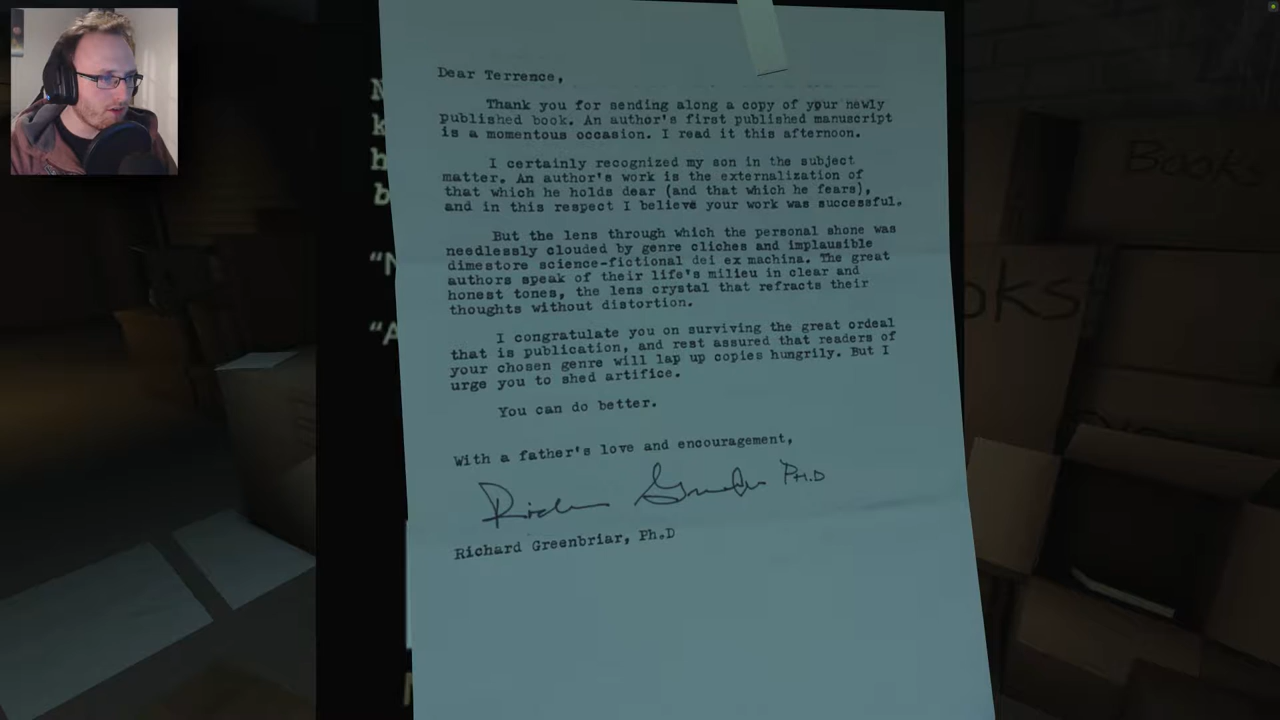 Dear Terrence,
Thank you for sending along a copy of your newly
published book. An author's first published manuscript
is a momentous occasion. I read it this afternoon.
I certainly recognized my son in the subject
matter. An author's work is the externalization of
that which he holds dear (and that which he fears),
and in this respect I believe your work was successful.
But the lens through which the personal shone was
needlessly clouded by genre cliches and implausible
dimestore science-fictional dei ex machina. The great
authors speak of their life's milieu in clear and
honest tones, the lens crystal that refracts their
thoughts without distortion.
I congratulate you on surviving the great ordeal
that is publication, and rest assured that readers of
your chosen genre will lap up copies hungrily. But I
urge you to shed artifice.
You can do better.
With a father's love and encouragement,
Ph.D
Richard Greenbriar, Ph.D
Books
oks